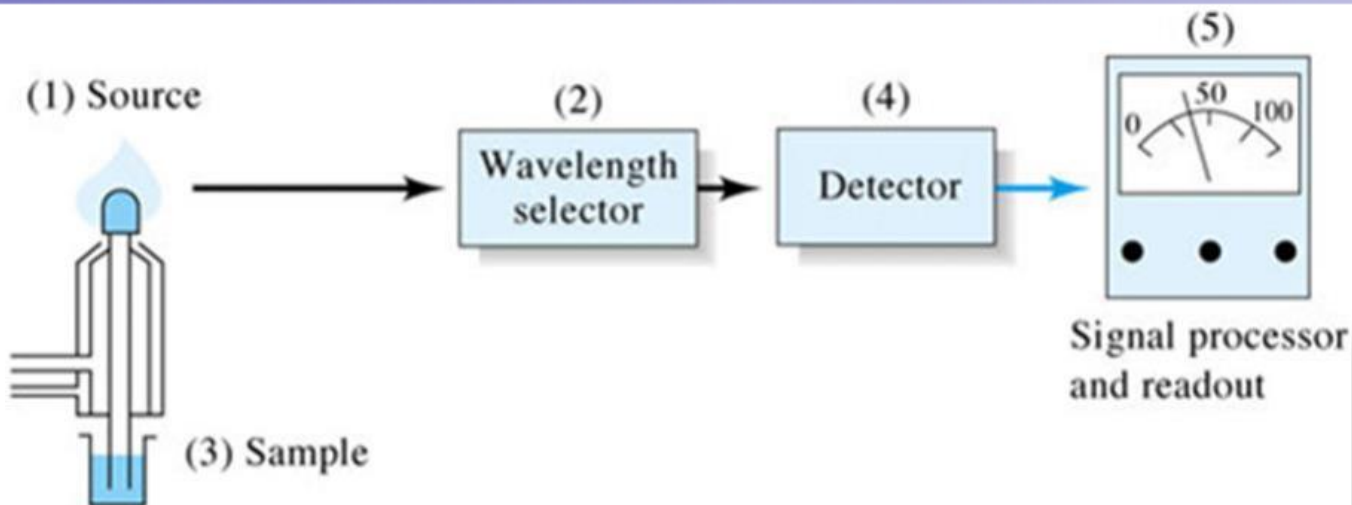 (1) Source
(2)
Wavelength
selector
(4)
Detector
(5)
0 50 100
Signal processor
and readout
(3) Sample